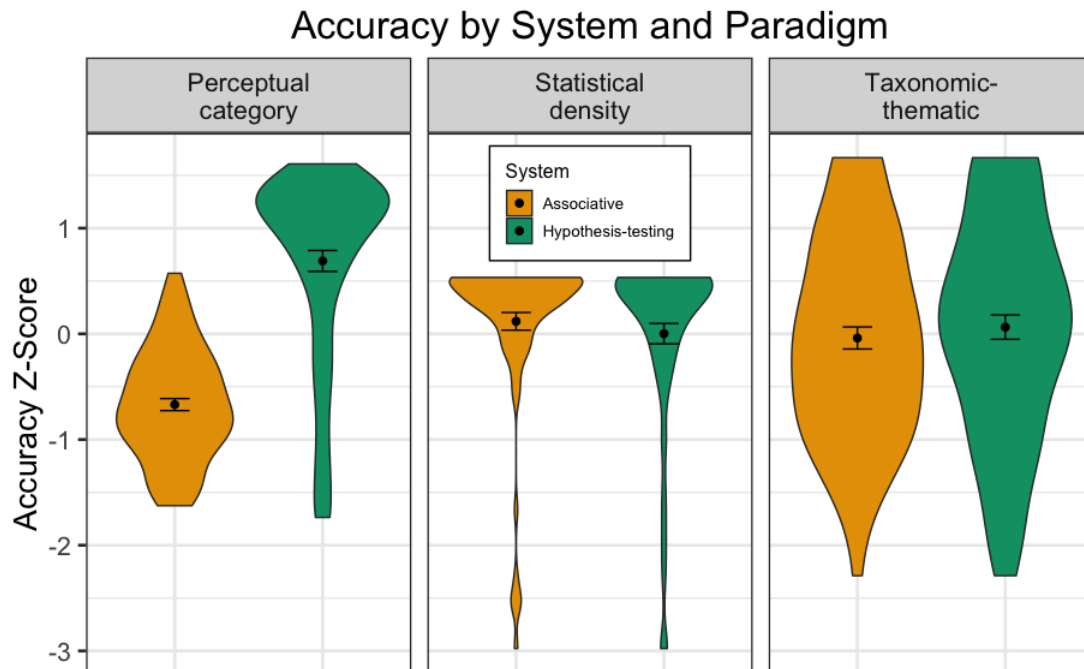 Accuracy by System and Paradigm
Perceptual
category
Statistical
density
Taxonomic-
thematic
System
Associative
Hypothesis-testing
Accuracy Z-Score
1
0
-1
-2
-3